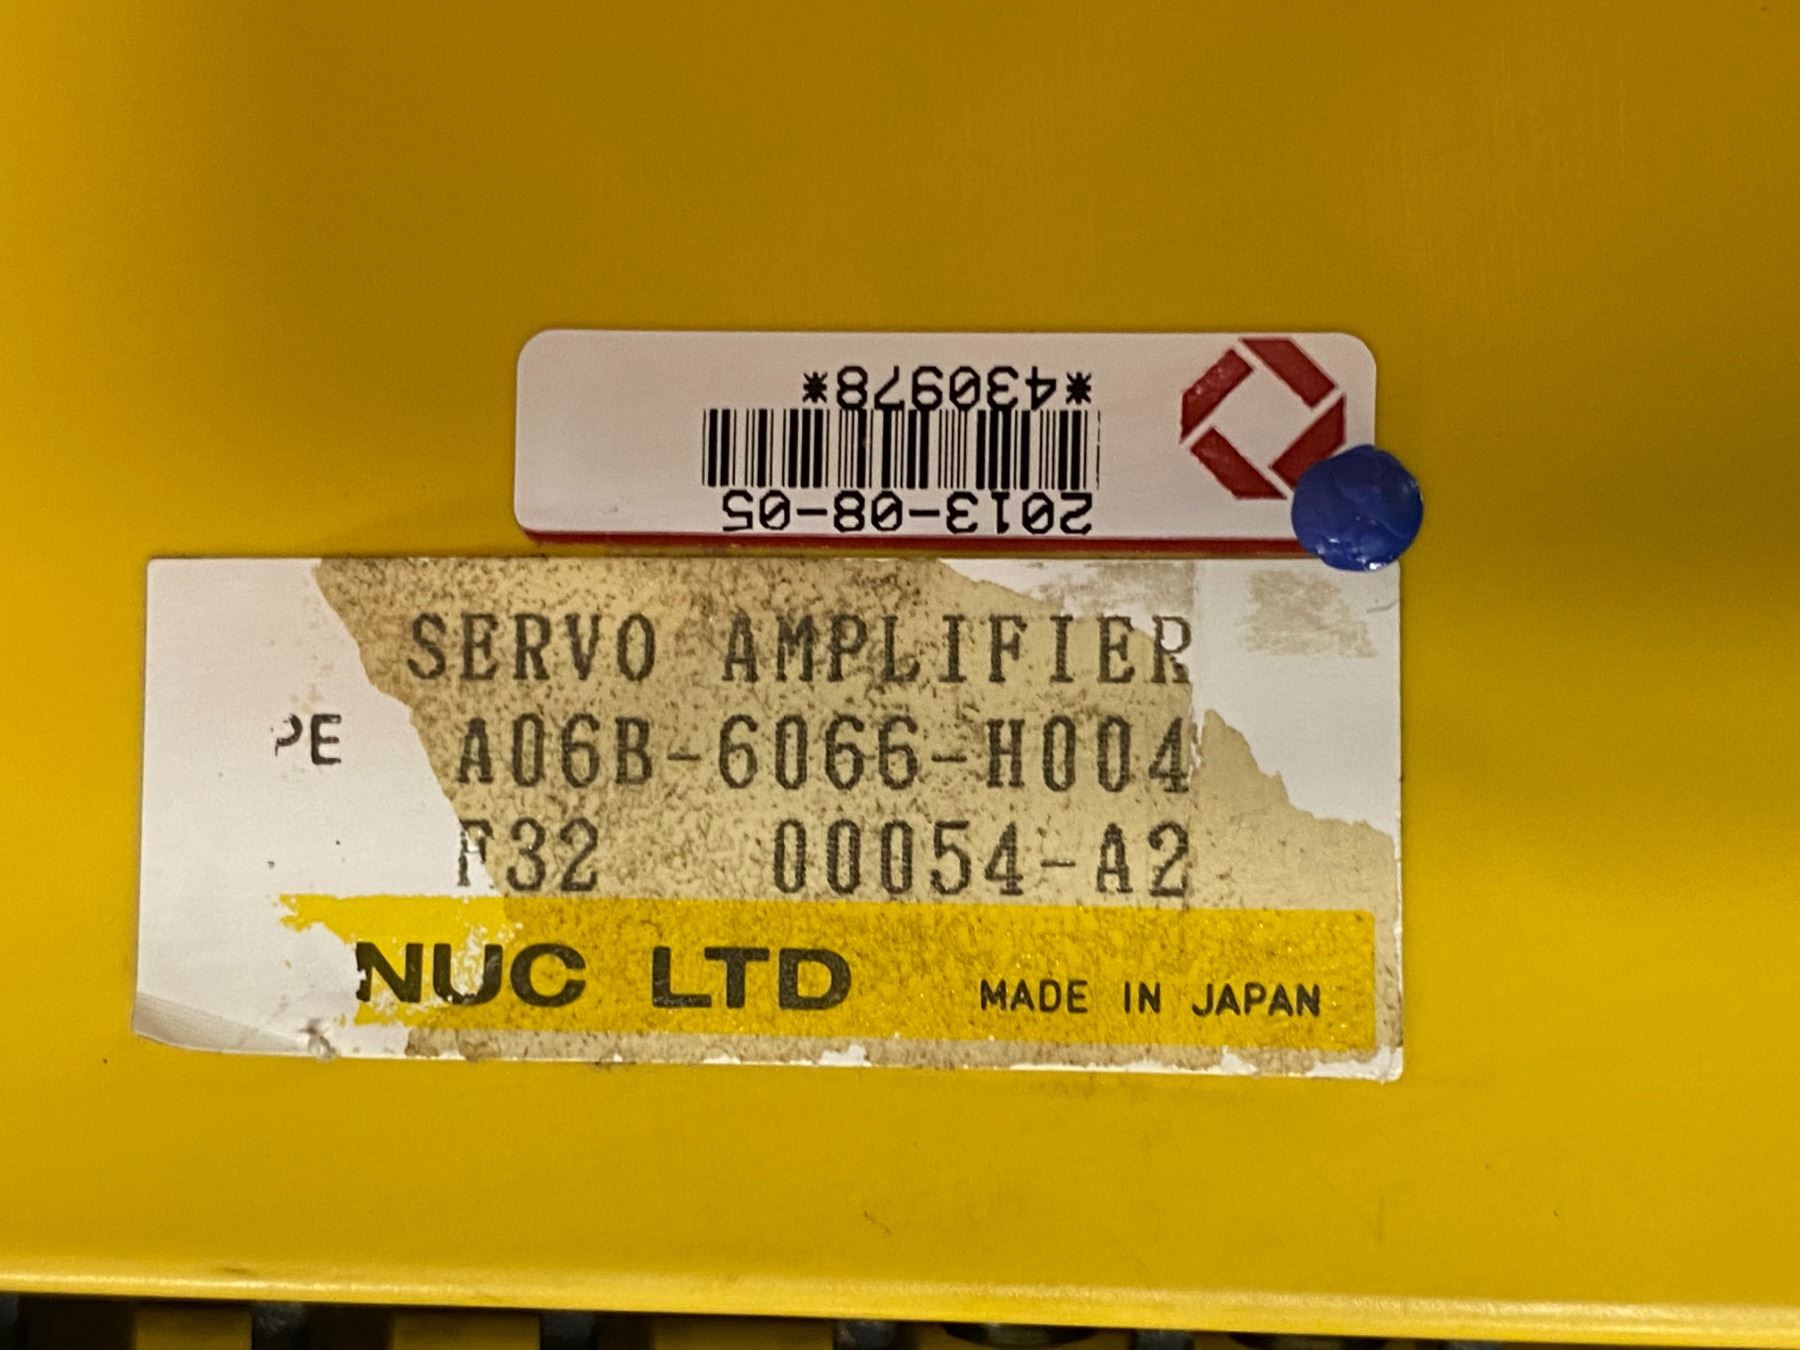 *430978*
2013-08-05
SERVO AMPLIFIER
PE A06B-6066-H004
F32 00054-A2
NUC LTD MADE IN JAPAN